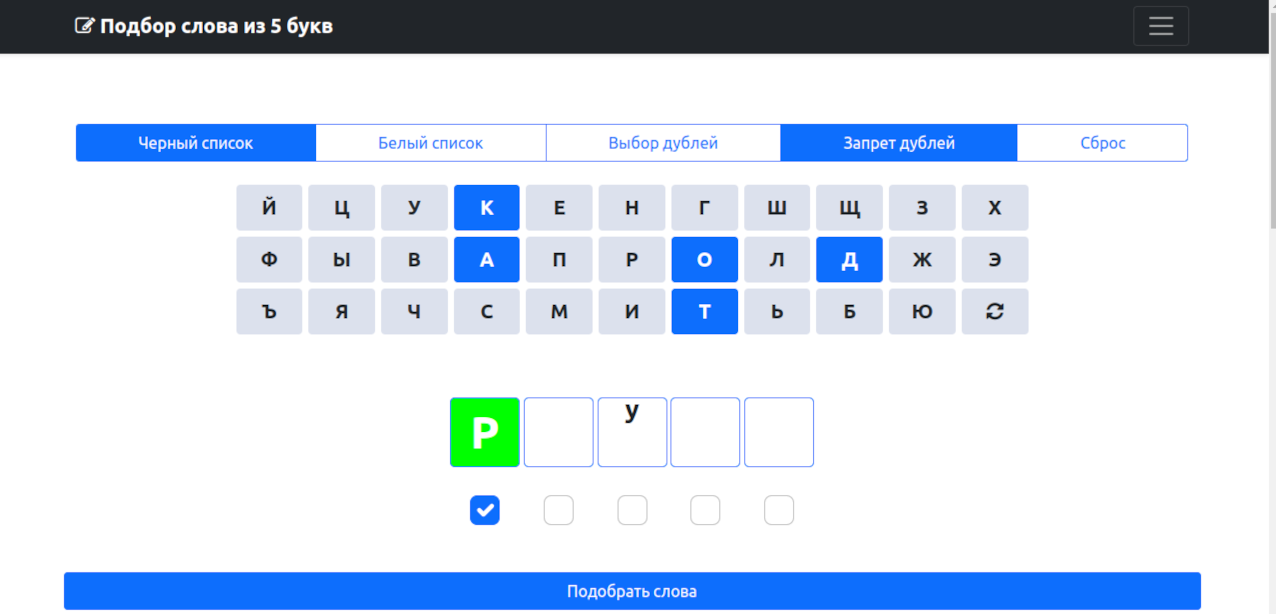 Подбор слова из 5 букв
Черный список Белый список Выбор дублей Запрет дублей Сброс
Й Ц У К Е Н Г Ш Щ З Х
Ф Ы В А П Р О Л Д Ж Э
Ъ Я Ч С М И Т Ь Б Ю
Р у
Подобрать слова